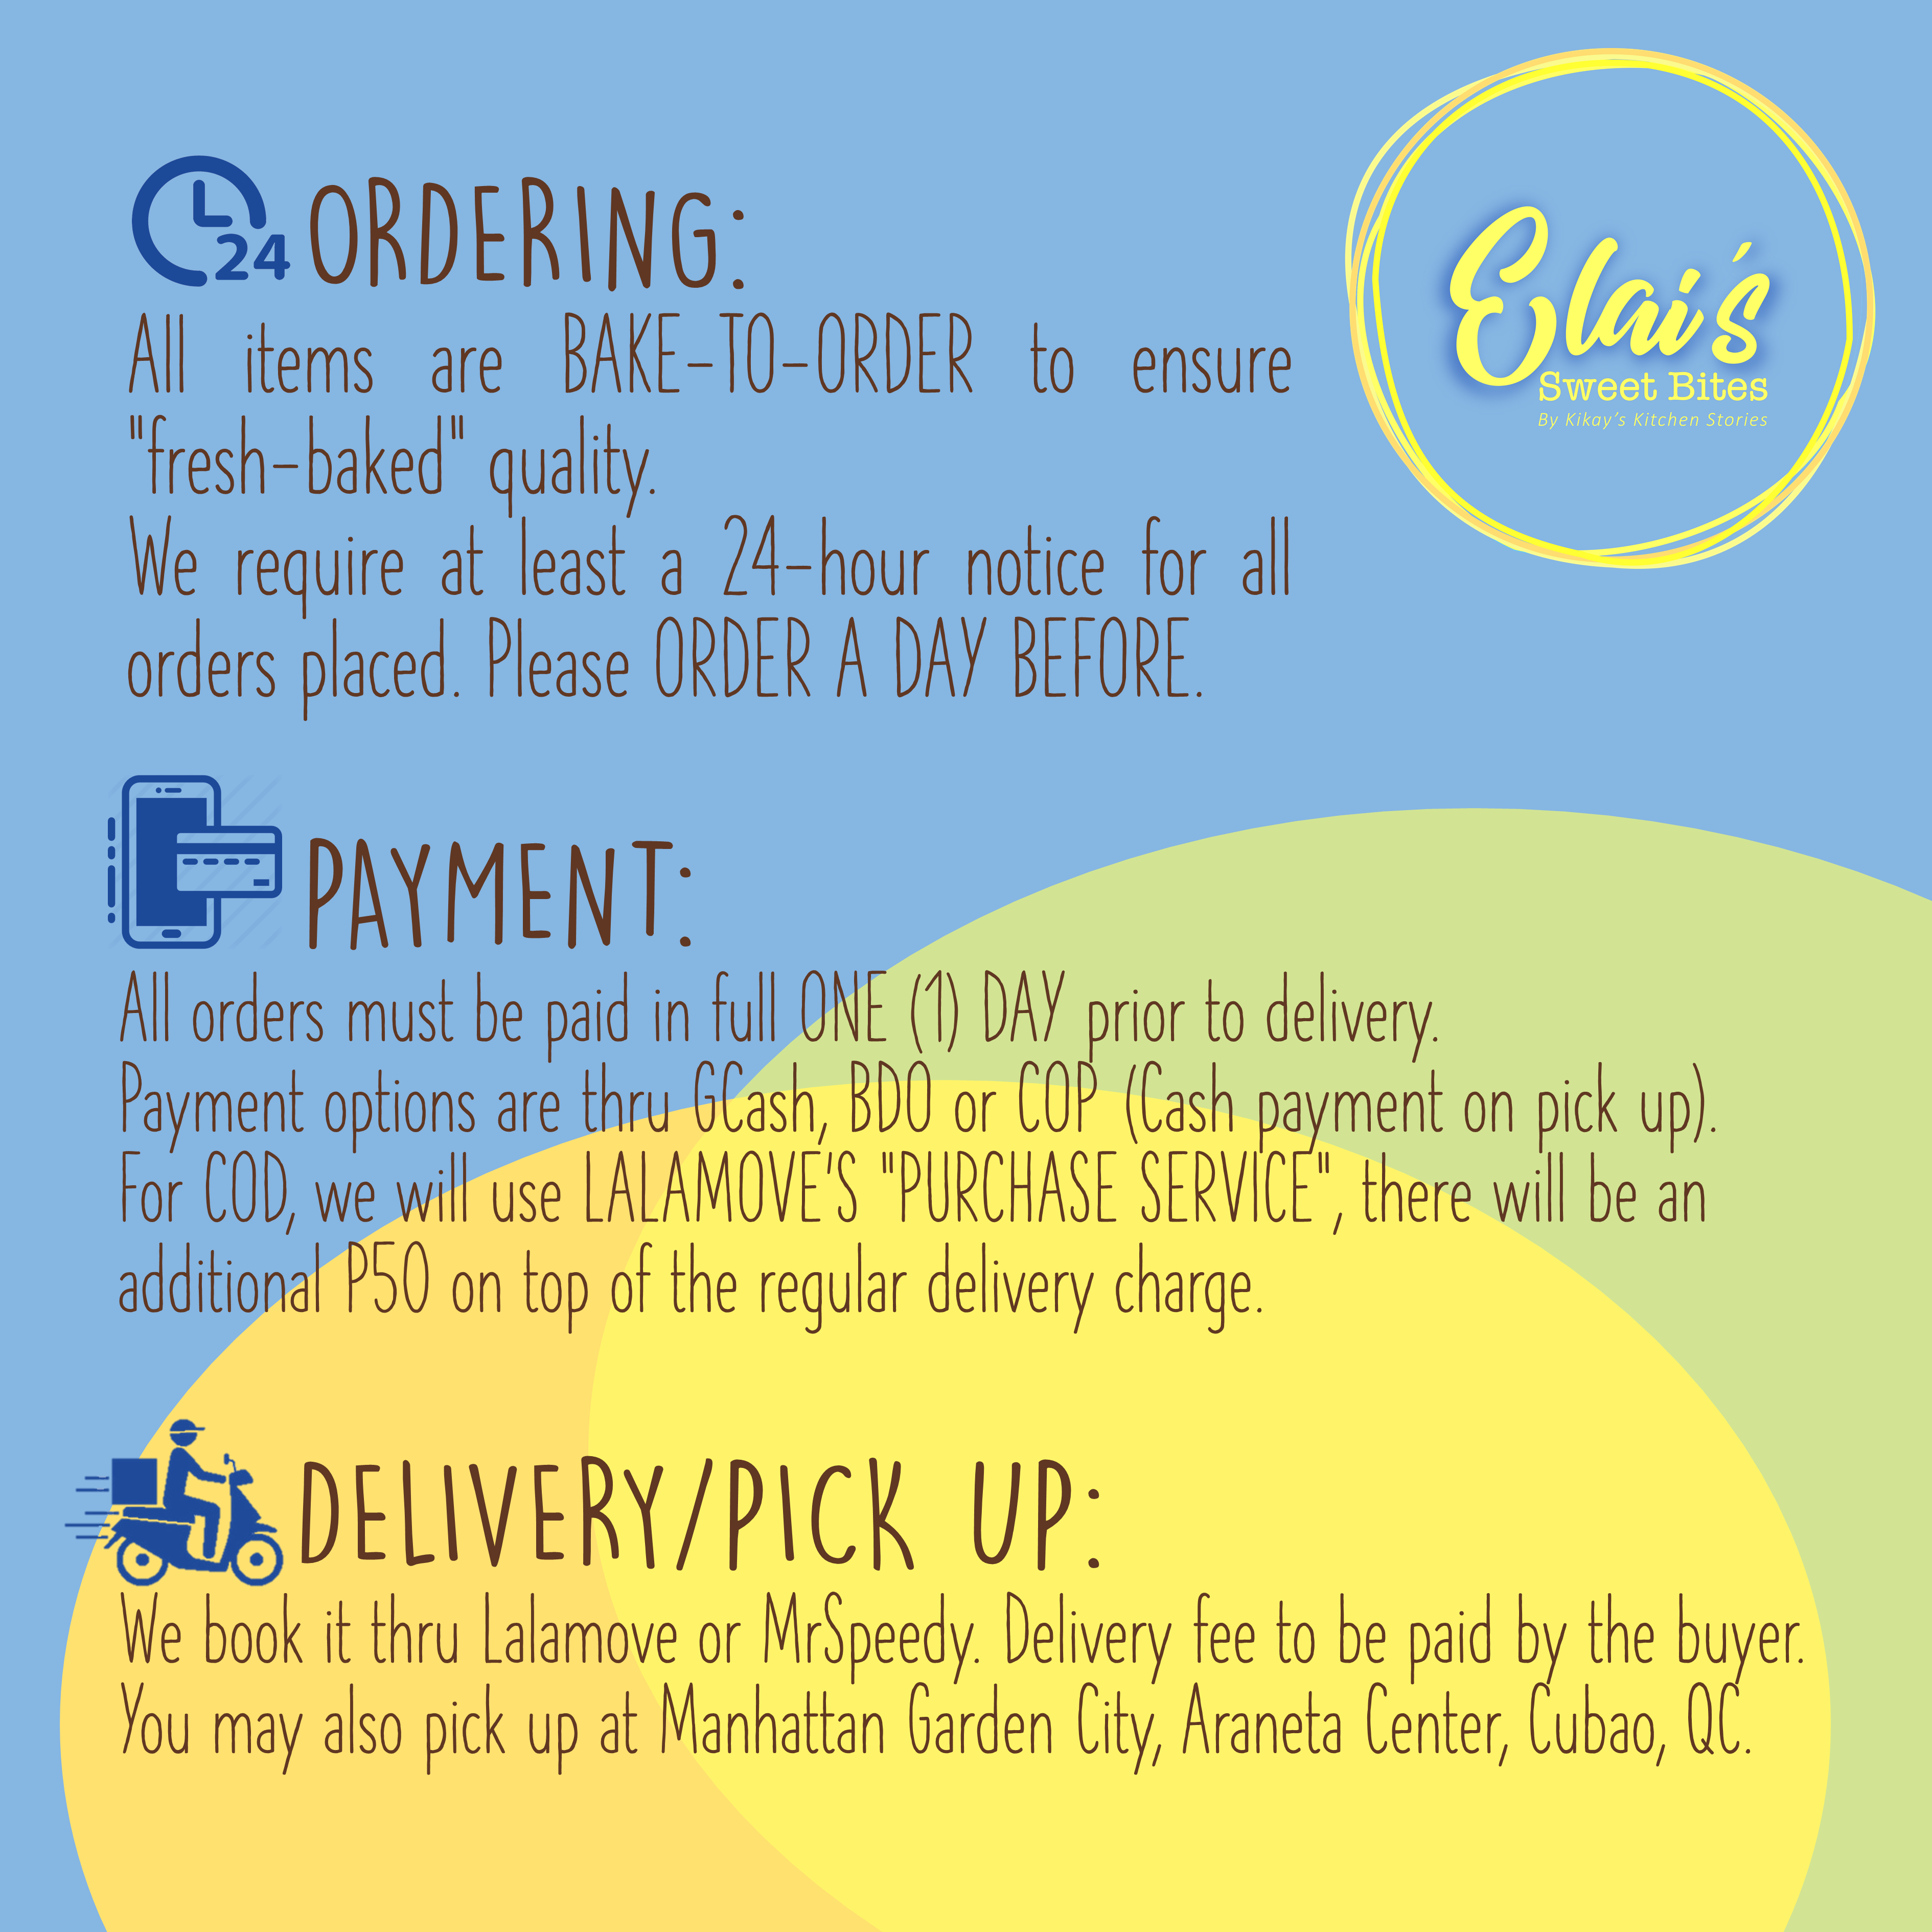 24 ORDERING:
All items are BAKE-TO-ORDER to ensure
"fresh-baked" quality.
We require at least a 24-hour notice for all
orders placed. Please ORDER A DAY BEFORE.
Elai's
Sweet Bites
By Kikay's Kitchen Stories
PAYMENT:
All orders must be paid in full ONE (1) DAY prior to delivery.
Payment options are thru GCash, BDO or COP (Cash payment on pick up).
For COD, we will use LALAMOVE'S "PURCHASE SERVICE", there will be an
additional P50 on top of the regular delivery charge.
DELIVERY/PICK UP:
We book it thru Lalamove or MrSpeedy. Delivery fee to be paid by the buyer.
You may also pick up at Manhattan Garden City, Araneta Center, Cubao, QC.